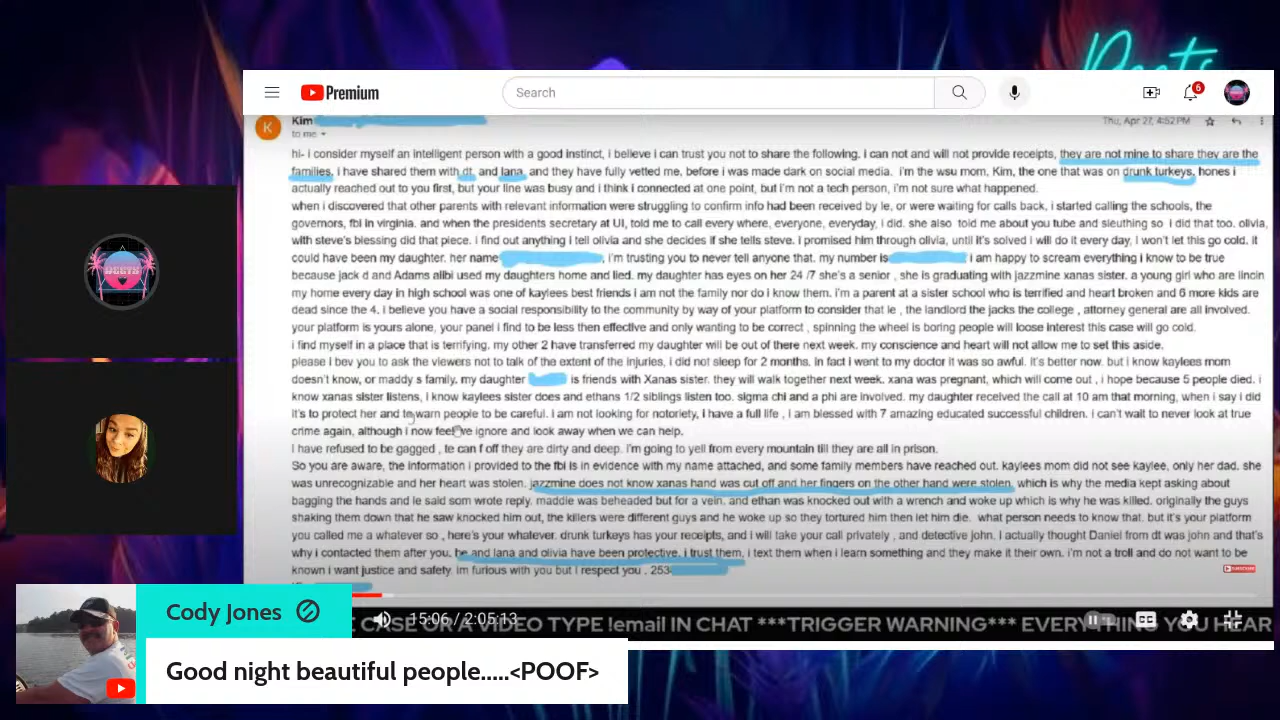 Premium
Search
6
K
Kim
Thu, Apr 27, 4:52 PM
to me
hi- i consider myself an intelligent person with a good instinct, i believe i can trust you not to share the following. i can not and will not provide receipts, they are not mine to share they are the
families, i have shared them with dt, and lana, and they have fully vetted me, before i was made dark on social media. i'm the wsu mom, Kim, the one that was on drunk turkeys, hones i
actually reached out to you first, but your line was busy and i think i connected at one point, but i'm not a tech person, i'm not sure what happened.
when i discovered that other parents with relevant information were struggling to confirm info had been received by le, or were waiting for calls back, i started calling the schools, the
governors, fbi in virginia. and when the presidents secretary at UI, told me to call every where, everyone, everyday, i did. she also told me about you tube and sleuthing so i did that too. olivia,
with steve's blessing did that piece. i find out anything i tell olivia and she decides if she tells steve. i promised him through olivia, until it's solved i will do it every day, i won't let this go cold. it
could have been my daughter. her name , i'm trusting you to never tell anyone that. my number is i am happy to scream everything i know to be true
because jack d and Adams alibi used my daughters home and lied. my daughter has eyes on her 24 /7 she's a senior , she is graduating with jazzmine xanas sister. a young girl who are lincin
my home every day in high school was one of kaylees best friends i am not the family nor do i know them. i'm a parent at a sister school who is terrified and heart broken and 6 more kids are
dead since the 4. i believe you have a social responsibility to the community by way of your platform to consider that le , the landlord the jacks the college , attorney general are all involved.
your platform is yours alone, your panel i find to be less then effective and only wanting to be correct , spinning the wheel is boring people will loose interest this case will go cold.
i find myself in a place that is terrifying. my other 2 have transferred my daughter will be out of there next week. my conscience and heart will not allow me to set this aside.
please i bev you to ask the viewers not to talk of the extent of the injuries, i did not sleep for 2 months. in fact i went to my doctor it was so awful. it's better now. but i know kaylees mom
doesn't know, or maddy s family. my daughter is friends with Xanas sister. they will walk together next week. xana was pregnant, which will come out , i hope because 5 people died. i
know xanas sister listens, i know kaylees sister does and ethans 1/2 siblings listen too. sigma chi and a phi are involved. my daughter received the call at 10 am that morning, when i say i did
it's to protect her and to warn people to be careful. i am not looking for notoriety, i have a full life , i am blessed with 7 amazing educated successful children. i can't wait to never look at true
crime again, although i now feel we ignore and look away when we can help.
I have refused to be gagged , le can f off they are dirty and deep. i'm going to yell from every mountain till they are all in prison.
So you are aware, the information i provided to the fbi is in evidence with my name attached, and some family members have reached out. kaylees mom did not see kaylee, only her dad. she
was unrecognizable and her heart was stolen. jazzmine does not know xanas hand was cut off and her fingers on the other hand were stolen, which is why the media kept asking about
bagging the hands and le said som wrote reply. maddie was beheaded but for a vein. and ethan was knocked out with a wrench and woke up which is why he was killed. originally the guys
shaking them down that he saw knocked him out, the killers were different guys and he woke up so they tortured him then let him die. what person needs to know that. but it's your platform
you called me a whatever so , here's your whatever. drunk turkeys has your receipts, and i will take your call privately , and detective john. I actually thought Daniel from dt was john and that's
why i contacted them after you, he and lana and olivia have been protective. i trust them, i text them when i learn something and they make it their own. i'm not a troll and do not want to be
known i want justice and safety. im furious with you but I respect you . 253
SUBSCRIBE
15:06 / 2:05:13
E CASE OR A VIDEO TYPE !email IN CHAT ***TRIGGER WARNING*** EVERYTHING YOU HEAR
Cody Jones
Good night beautiful people.....<POOF>